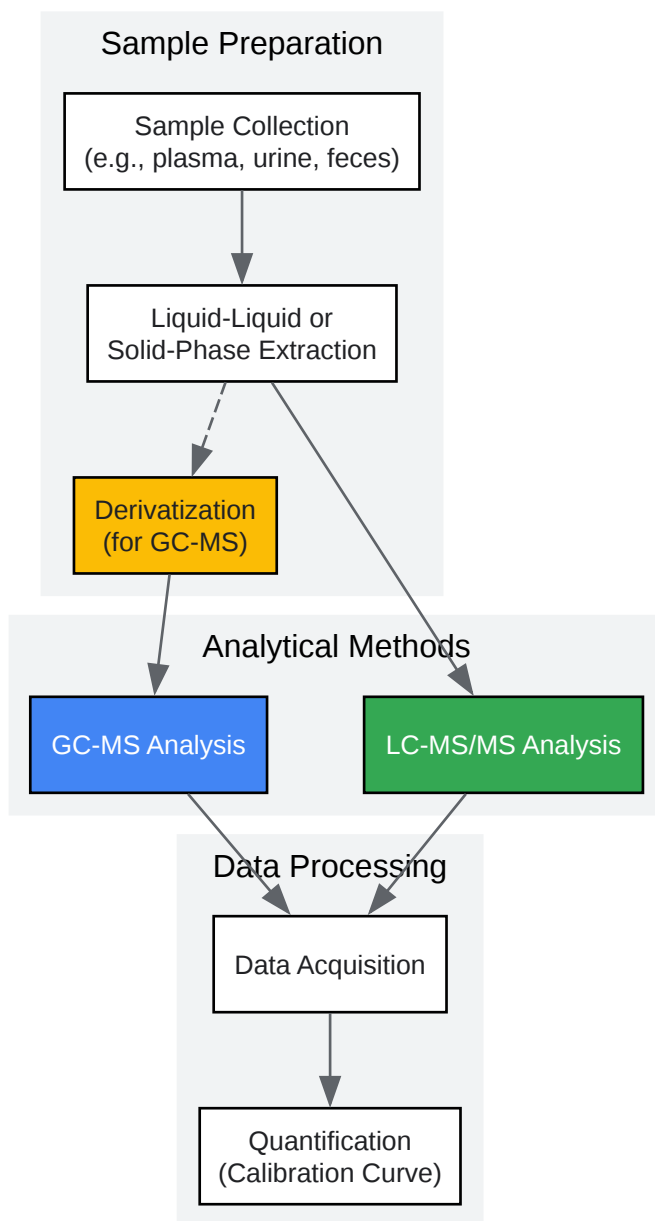 Sample Preparation
Sample Collection
(e.g., plasma, urine, feces)
Liquid-Liquid or
Solid-Phase Extraction
Derivatization
(for GC-MS)
Analytical Methods
GC-MS Analysis
LC-MS/MS Analysis
Data Processing
Data Acquisition
Quantification
(Calibration Curve)